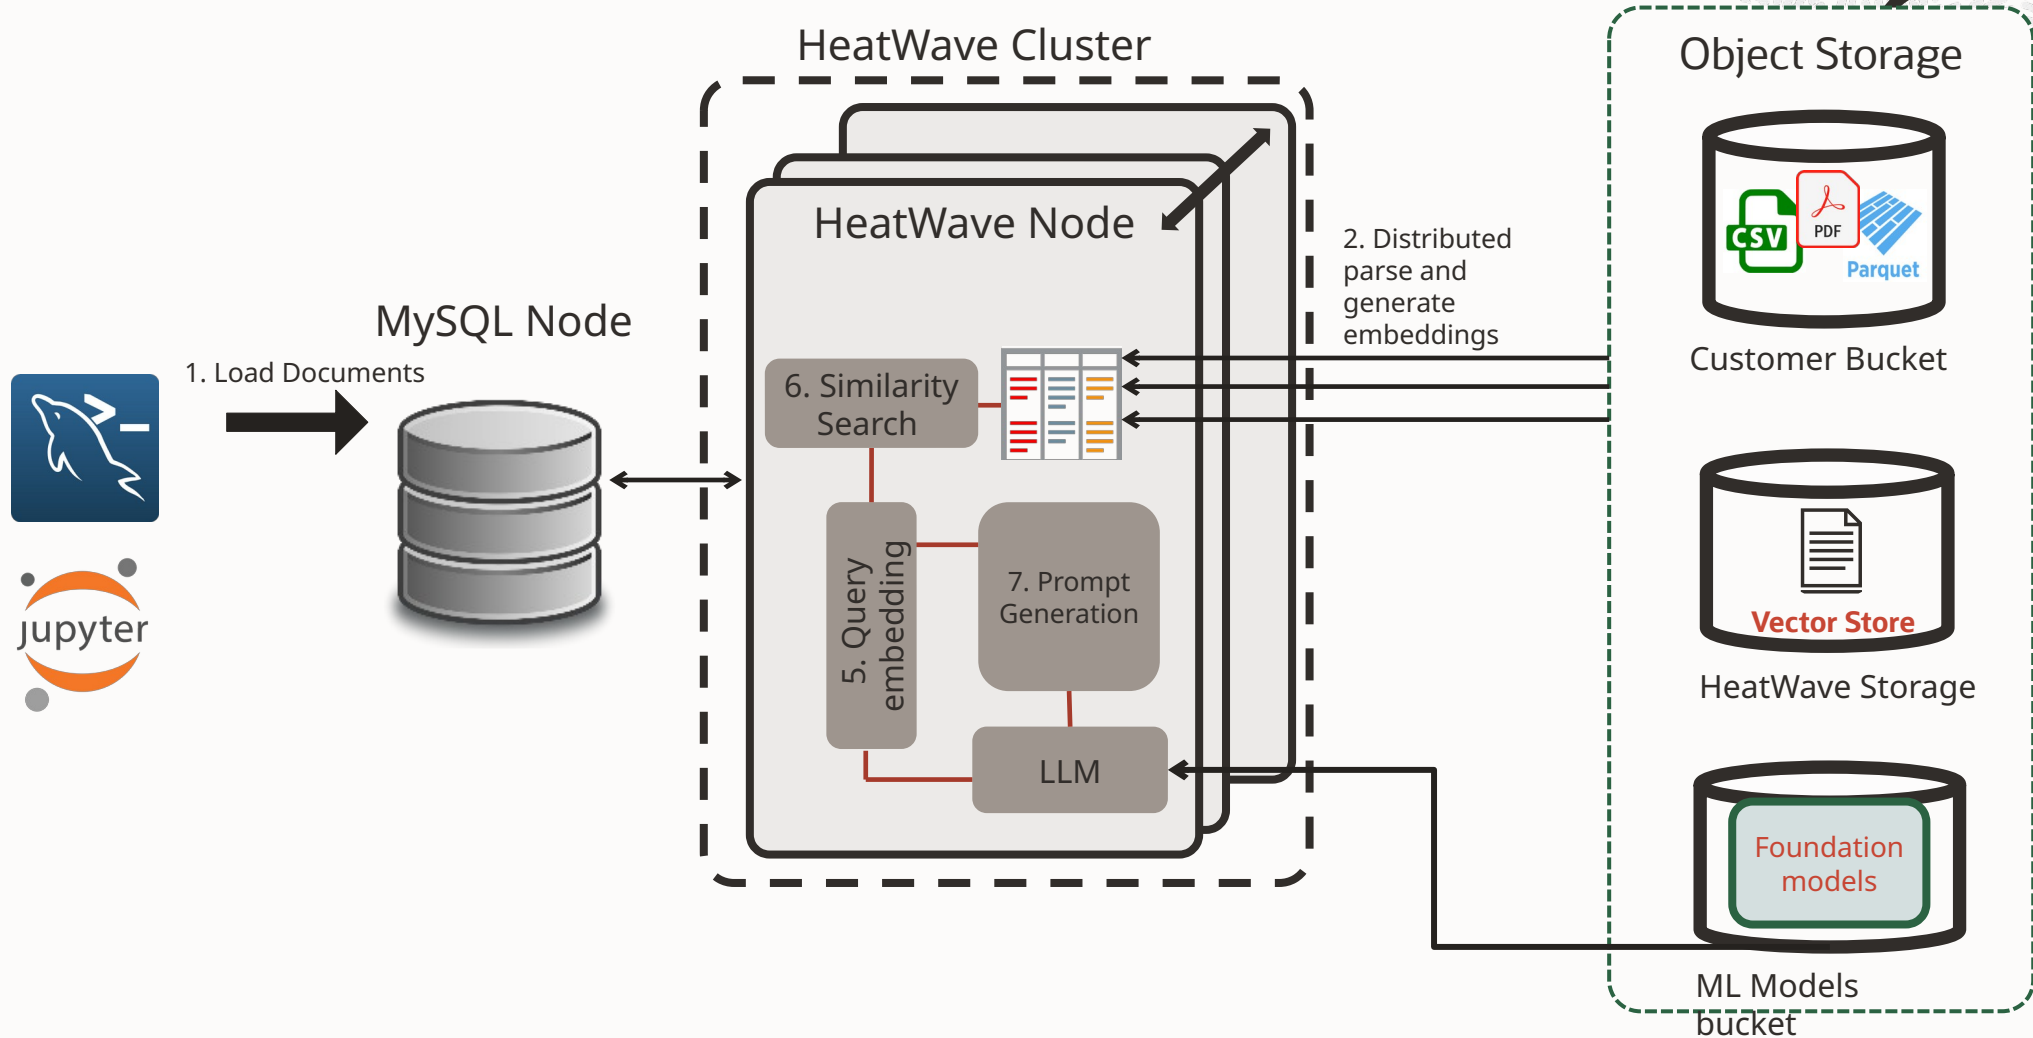 HeatWave Cluster
Object Storage
HeatWave Node
CSV
PDF
Parquet
2. Distributed
parse and
generate
embeddings
MySQL Node
Customer Bucket
1. Load Documents
6. Similarity
Search
5. Query
embedding
7. Prompt
Generation
jupyter
Vector Store
HeatWave Storage
LLM
Foundation
models
ML Models
bucket